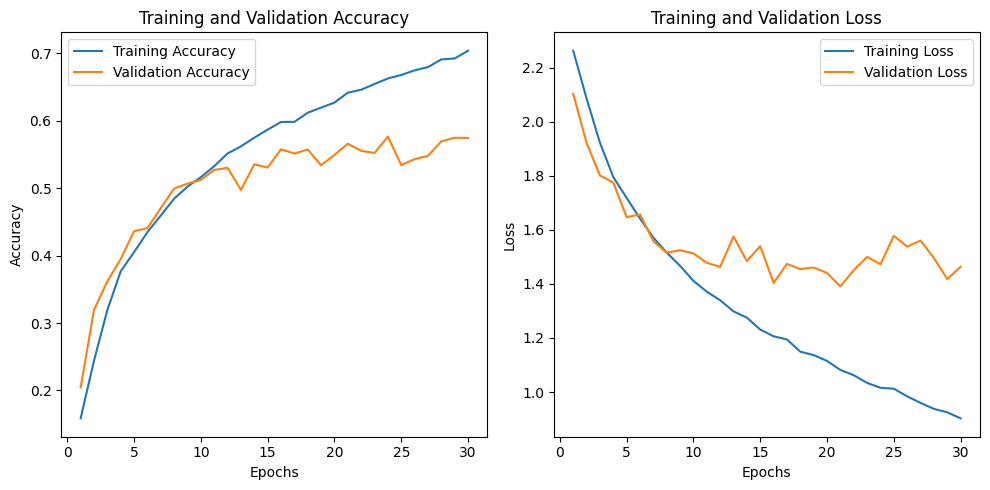 Training and Validation Accuracy
Training Accuracy
Validation Accuracy
Accuracy
0.7
0.6
0.5
0.4
0.3
0.2
0 5 10 15 20 25 30
Epochs
Training and Validation Loss
Training Loss
Validation Loss
Loss
2.2
2.0
1.8
1.6
1.4
1.2
1.0
0 5 10 15 20 25 30
Epochs